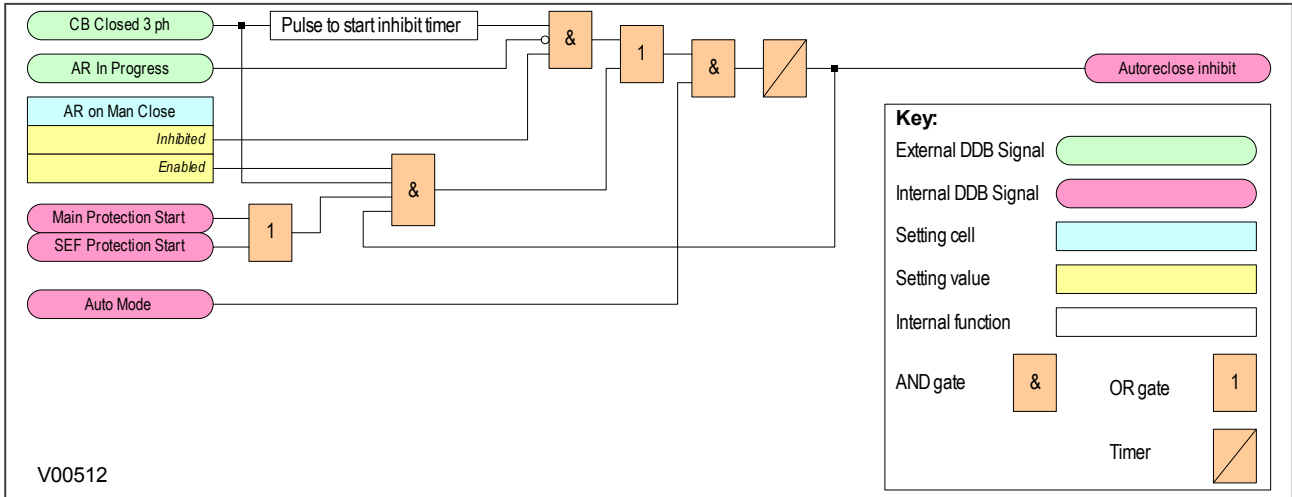 CB Closed 3 ph
Pulse to start inhibit timer
&
1
&
AR In Progress
Autoreclose inhibit
AR on Man Close
Inhibited
Enabled
&
Main Protection Start
SEF Protection Start
1
Auto Mode
Key:
External DDB Signal
Internal DDB Signal
Setting cell
Setting value
Internal function
AND gate
&
OR gate
1
Timer
V00512